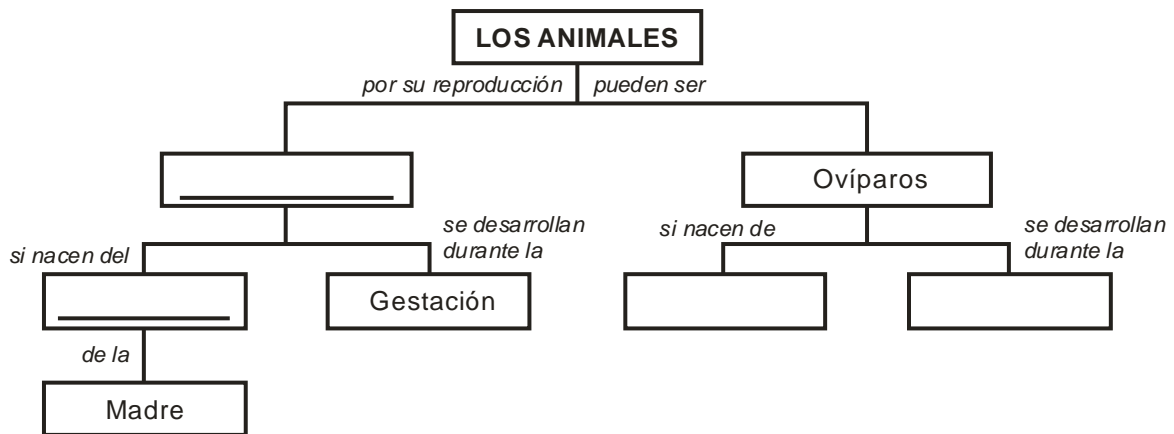 LOS ANIMALES
por su reproducción pueden ser
Ovíparos
si nacen del
se desarrollan
durante la
si nacen de
se desarrollan
durante la
Gestación
de la
Madre